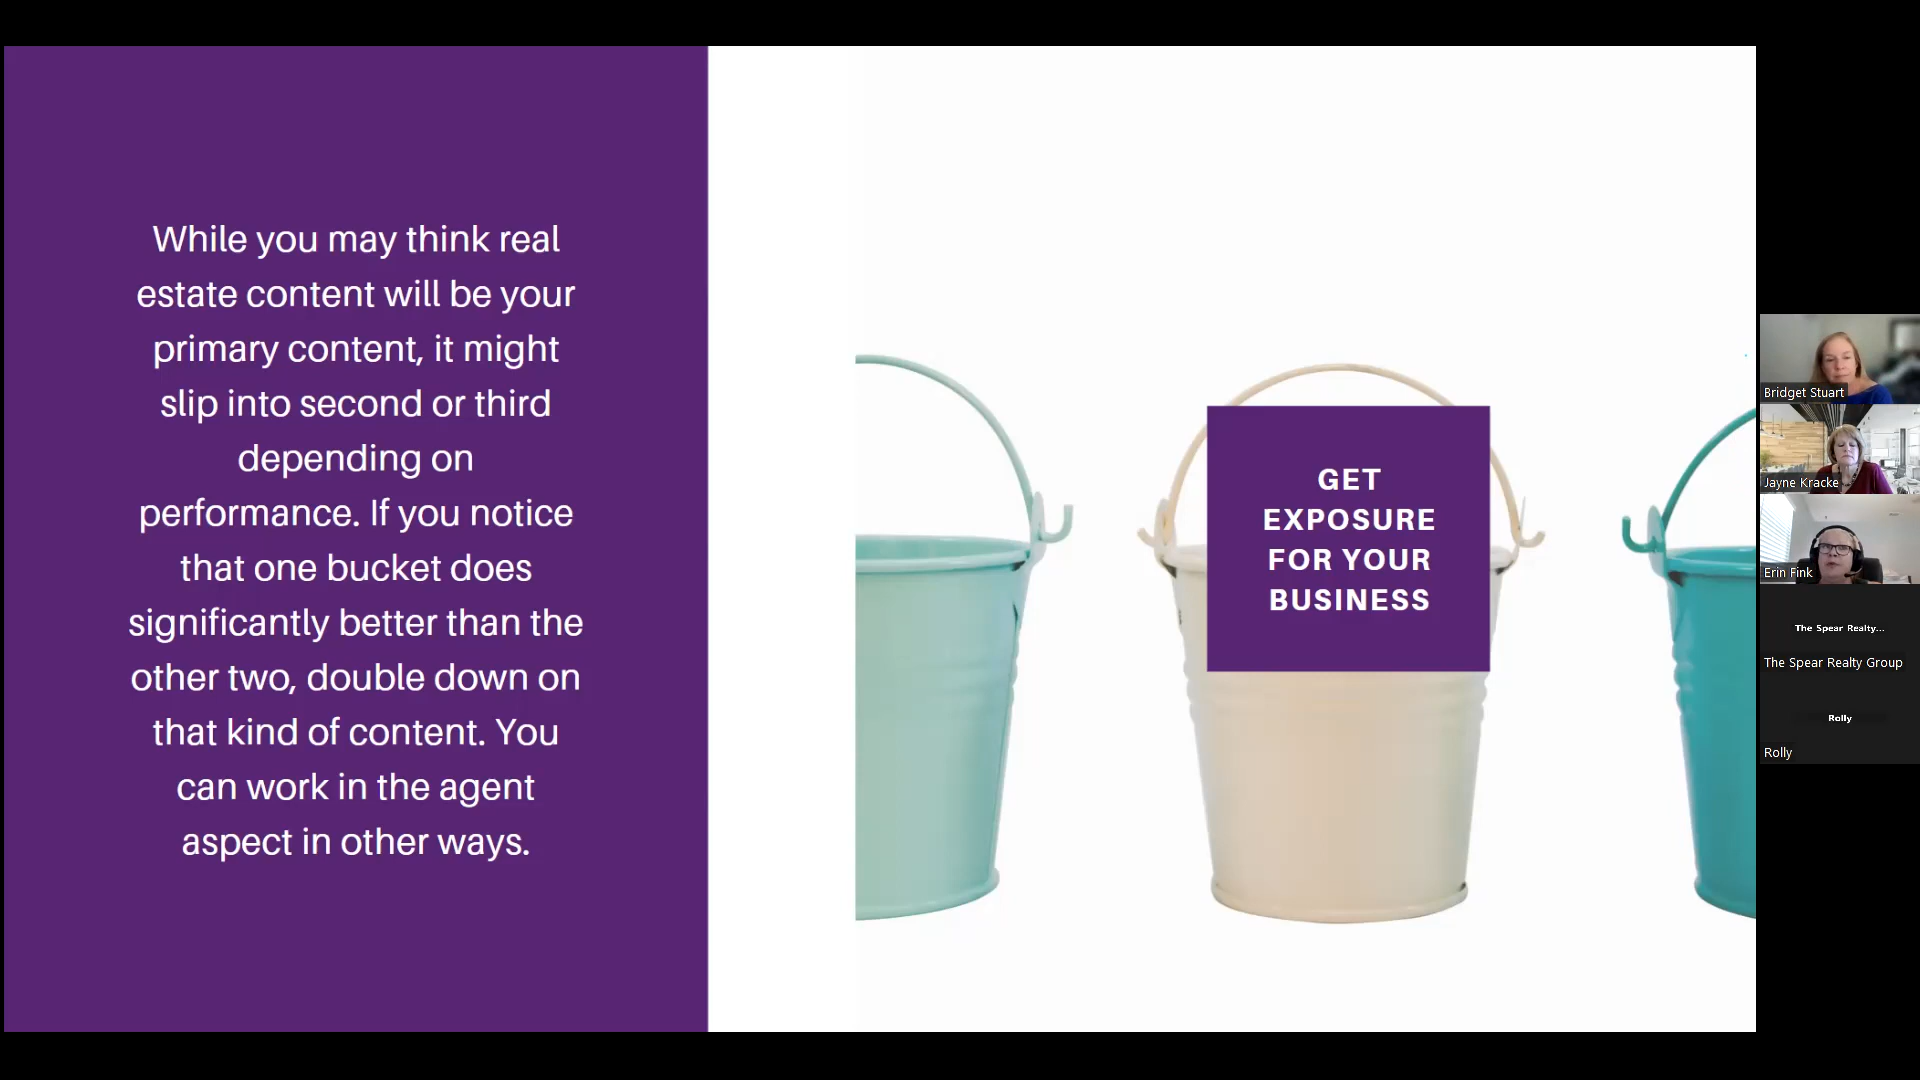 While you may think real
estate content will be your
primary content, it might
slip into second or third
depending on
performance. If you notice
that one bucket does
significantly better than the
other two, double down on
that kind of content. You
can work in the agent
aspect in other ways.
GET
EXPOSURE
FOR YOUR
BUSINESS
Bridget Stuart
Jayne Kracke
Erin Fink
The Spear Realty...
The Spear Realty Group
Rolly
Rolly